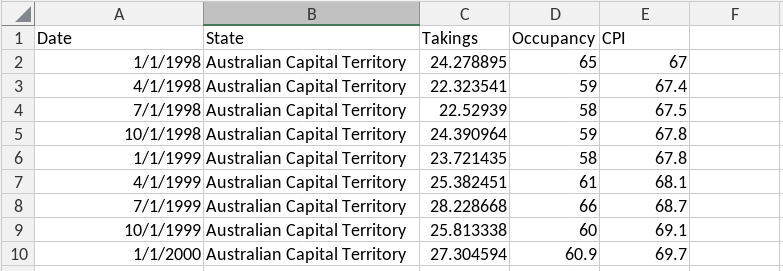 A B C D E F
1 Date State Takings Occupancy CPI
2 1/1/1998 Australian Capital Territory 24.278895 65 67
3 4/1/1998 Australian Capital Territory 22.323541 59 67.4
4 7/1/1998 Australian Capital Territory 22.52939 58 67.5
5 10/1/1998 Australian Capital Territory 24.390964 59 67.8
6 1/1/1999 Australian Capital Territory 23.721435 58 67.8
7 4/1/1999 Australian Capital Territory 25.382451 61 68.1
8 7/1/1999 Australian Capital Territory 28.228668 66 68.7
9 10/1/1999 Australian Capital Territory 25.813338 60 69.1
10 1/1/2000 Australian Capital Territory 27.304594 60.9 69.7